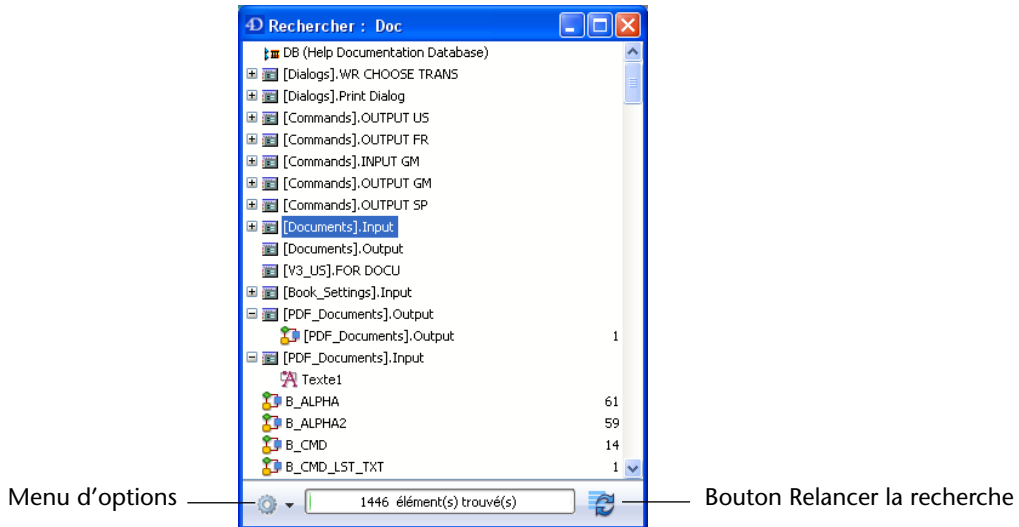 4D Rechercher : Doc
DB (Help Documentation Database)
[Dialogs].WR CHOOSE TRANS
[Dialogs].Print Dialog
[Commands].OUTPUT US
[Commands].OUTPUT FR
[Commands].INPUT GM
[Commands].OUTPUT GM
[Commands].OUTPUT SP
[Documents].Input
[Documents].Output
[V3_US].FOR DOCU
[Book_Settings].Input
[PDF_Documents].Output
[PDF_Documents].Output 1
[PDF_Documents].Input
Texte1
B_ALPHA 61
B_ALPHA2 59
B_CMD 14
B_CMD_LST_TXT 1
Menu d’options
1446 élément(s) trouvé(s)
Bouton Relancer la recherche